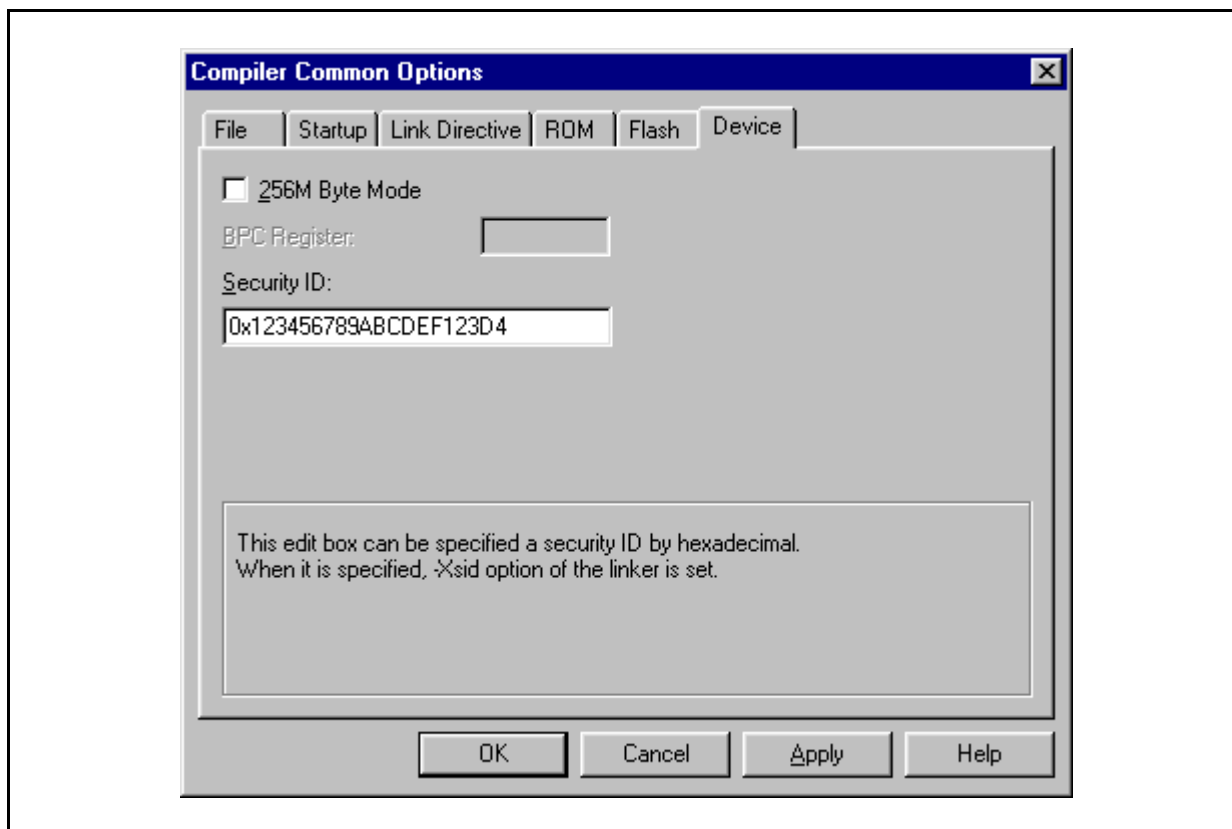 Compiler Common Options
File Startup Link Directive ROM Flash Device
256M Byte Mode
BPC Register:
Security ID:
0x123456789ABCDEF123D4
This edit box can be specified a security ID by hexadecimal.
When it is specified, -Xsid option of the linker is set.
OK Cancel Apply Help